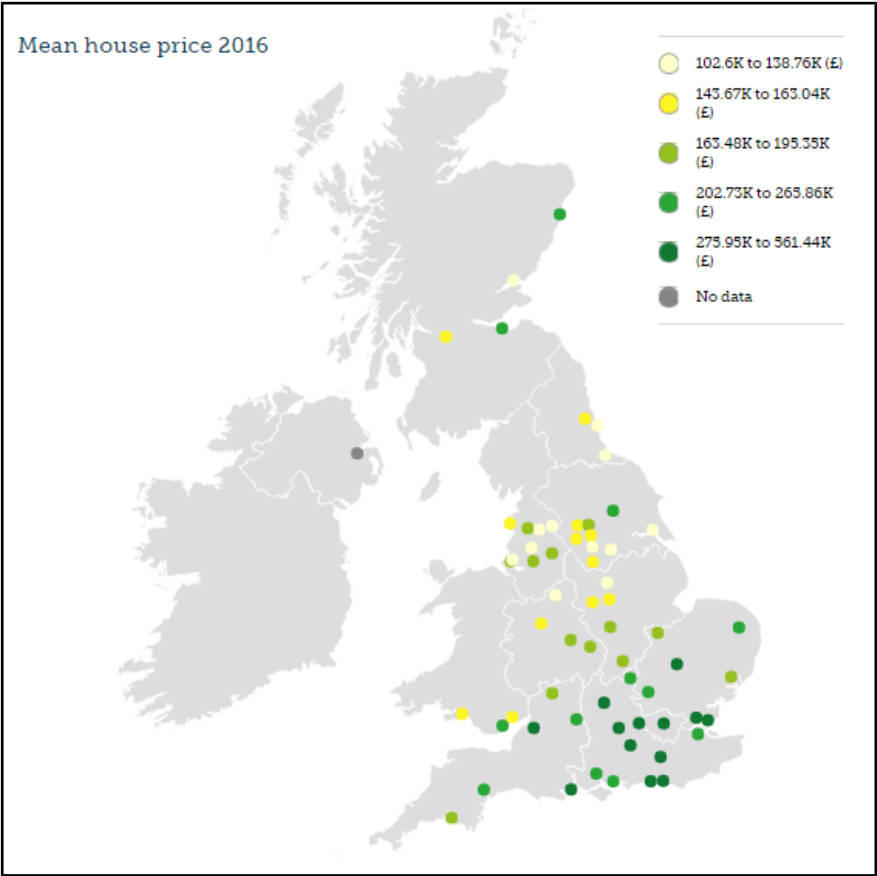 Mean house price 2016
102.6K to 138.76K (£)
143.67K to 163.04K
(£)
163.48K to 195.35K
(£)
202.73K to 265.86K
(£)
275.95K to 561.44K
(£)
No data